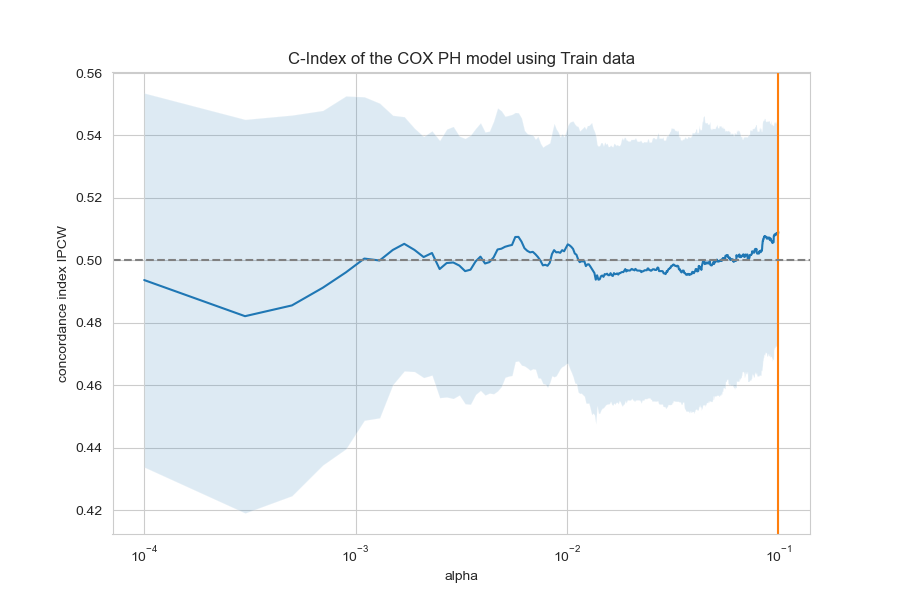 C-Index of the COX PH model using Train data
concordance index IPCW
0.56
0.54
0.52
0.50
0.48
0.46
0.44
0.42
10⁻⁴ 10⁻³ 10⁻² 10⁻¹
alpha